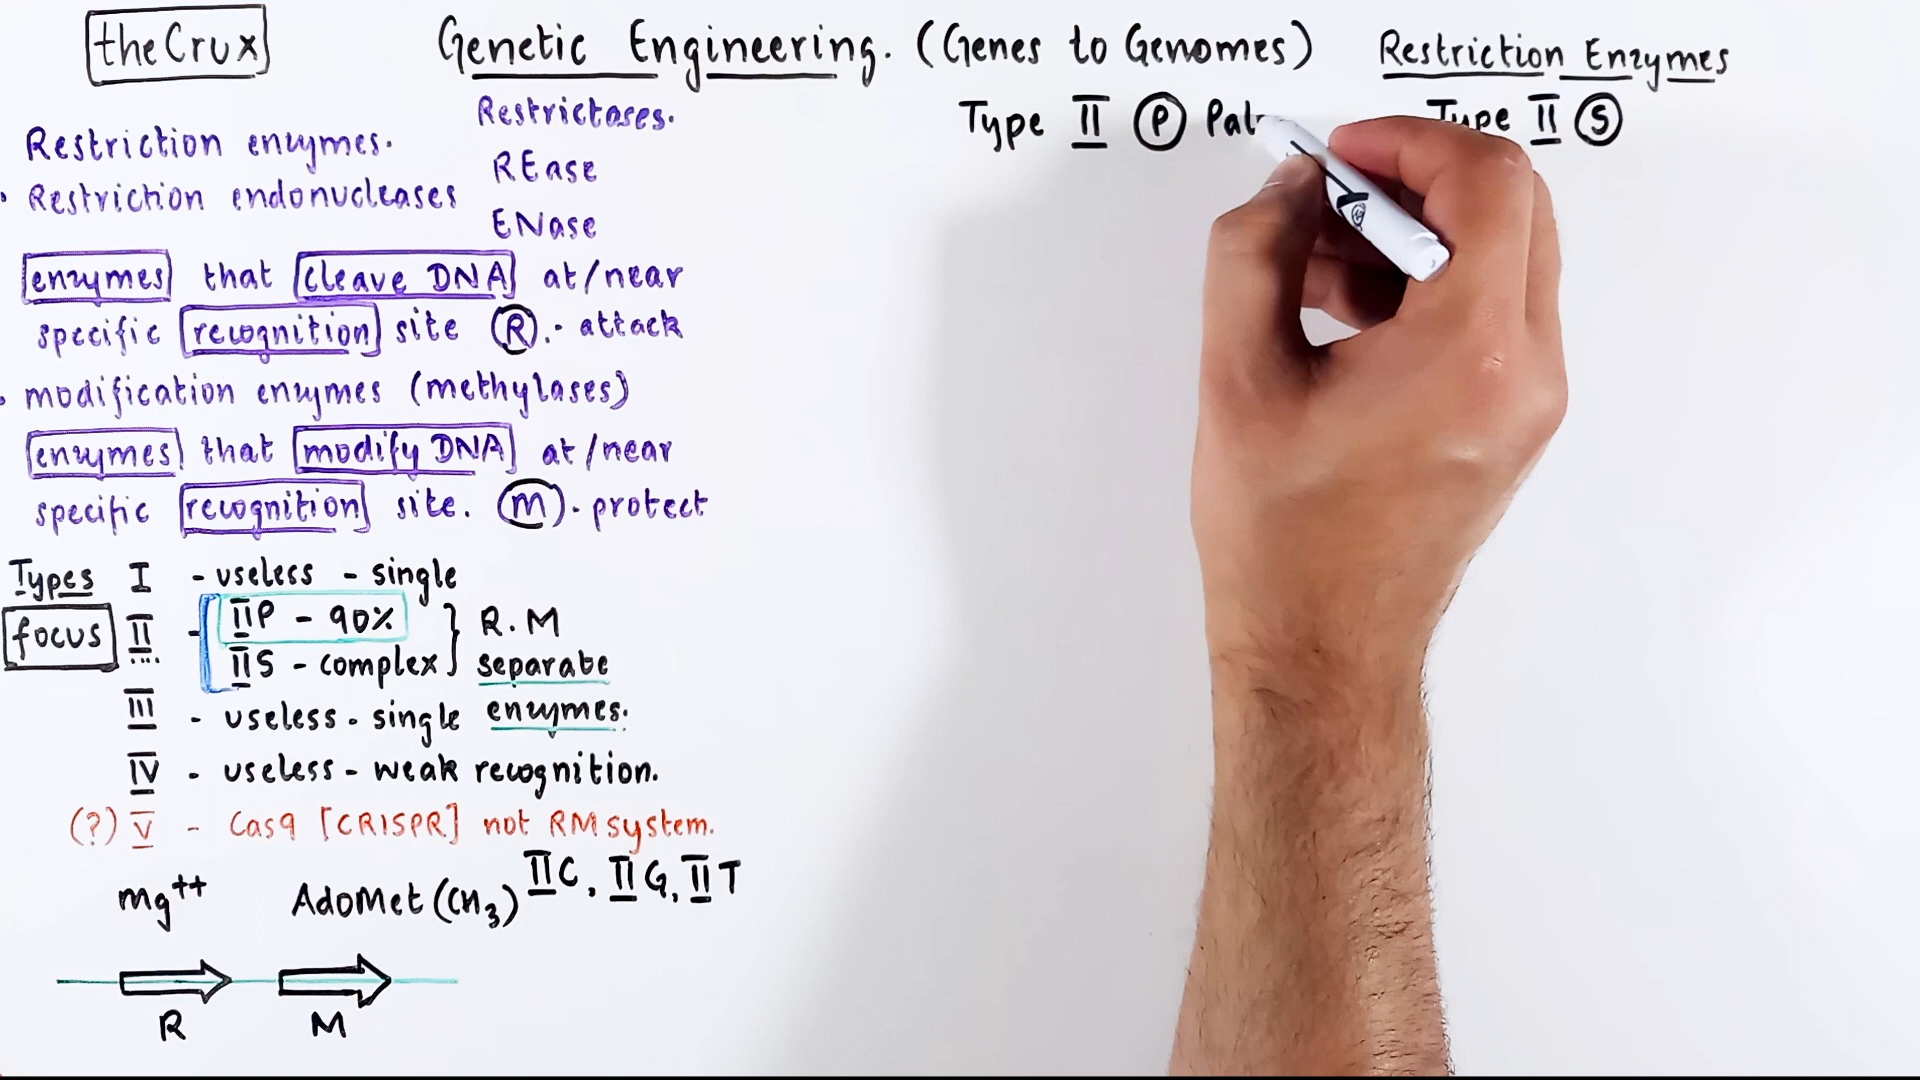 theCrux
Genetic Engineering. (Genes to Genomes)
Restriction Enzymes
Restriction enzymes.
Restrictases.
REase
• Restriction endonucleases
ENase
enzymes that cleave DNA at/near
specific recognition site (R). - attack
• modification enzymes (methylases)
enzymes that modify DNA at/near
specific recognition site. (M). protect
Types I - useless - single
focus II - IIP - 90% } R.M
IIS - complex separate
III - useless - single enzymes.
IV - useless - weak recognition.
(?) V - Cas9 [CRISPR] not RM system.
Mg++ AdoMet (CH3) IIC, IIG, IIT
R M
Type II (P)
Type II (S)